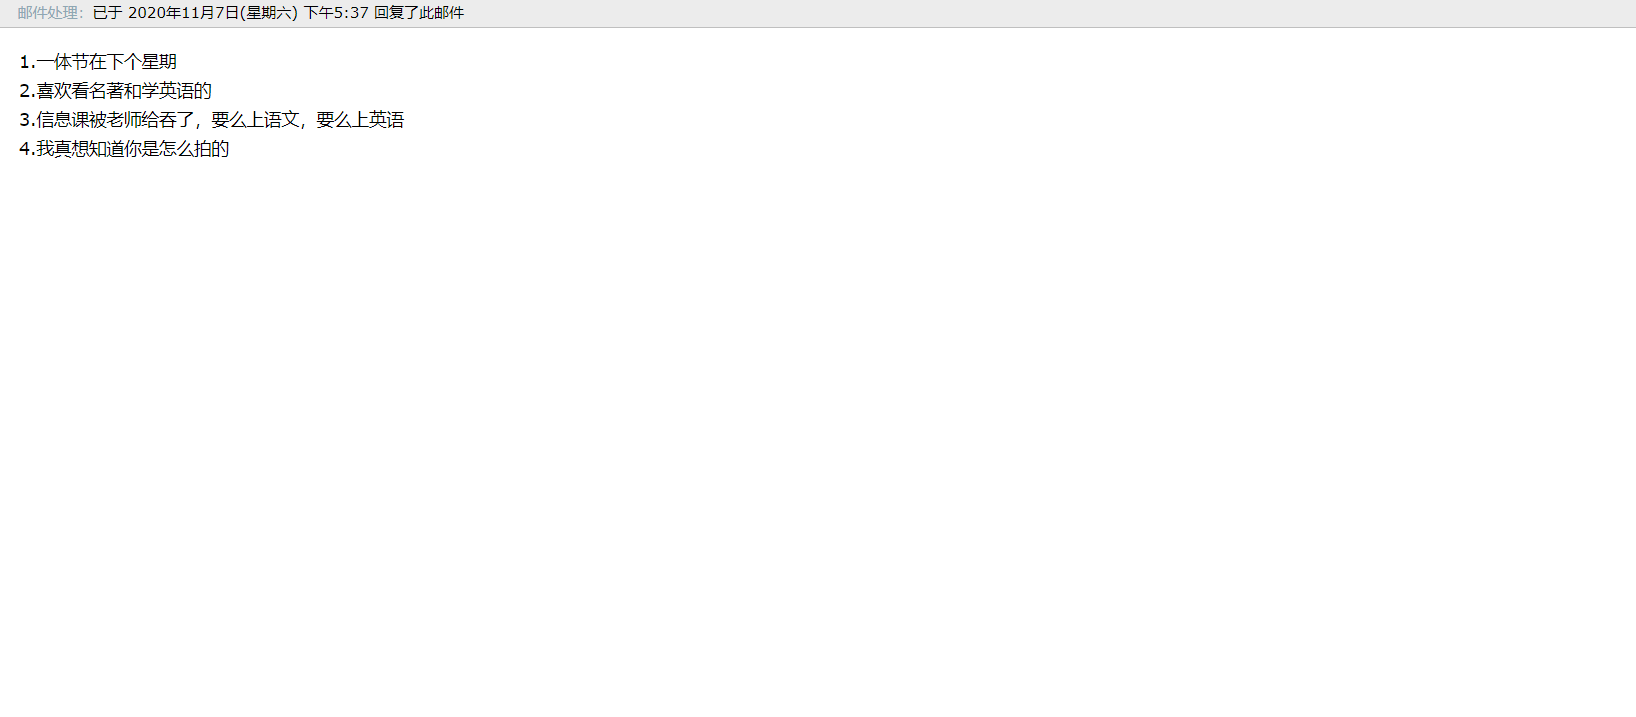 邮件处理：已于 2020年11月7日(星期六) 下午5:37 回复了此邮件
1.一体节在下个星期
2.喜欢看名著和学英语的
3.信息课被老师给吞了，要么上语文，要么上英语
4.我真想知道你是怎么拍的